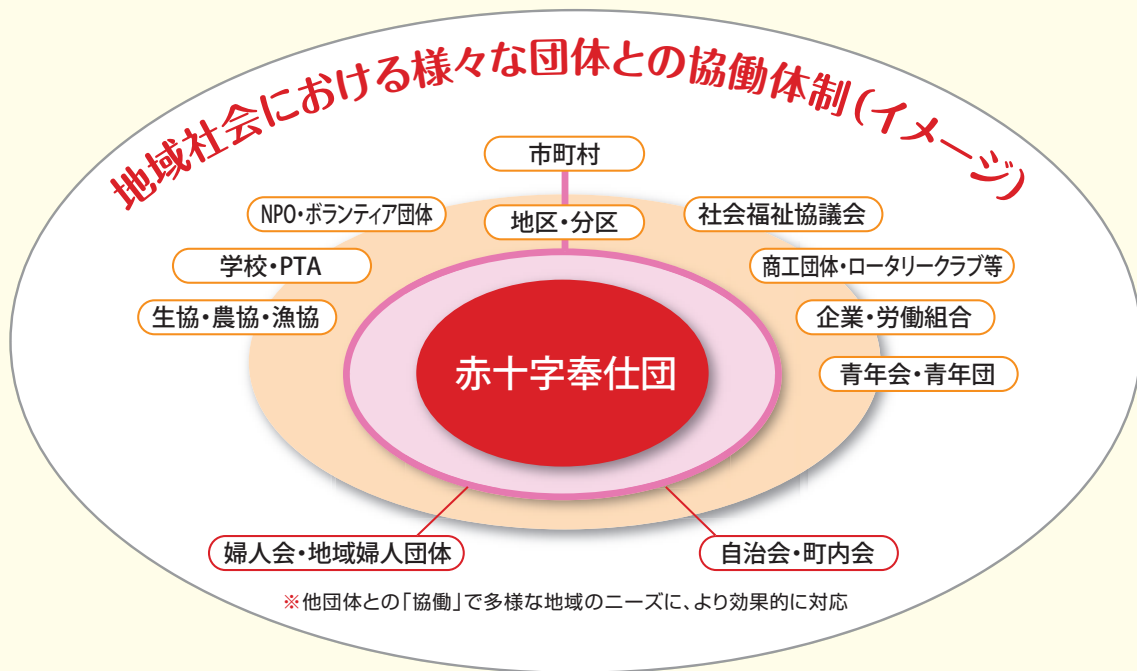 地域社会における様々な団体との協働体制(イメージ)
市町村
NPO・ボランティア団体
地区・分区
社会福祉協議会
学校・PTA
商工団体・ロータリークラブ等
生協・農協・漁協
企業・労働組合
赤十字奉仕団
青年会・青年団
婦人会・地域婦人団体
自治会・町内会
※他団体との「協働」で多様な地域のニーズに、より効果的に対応